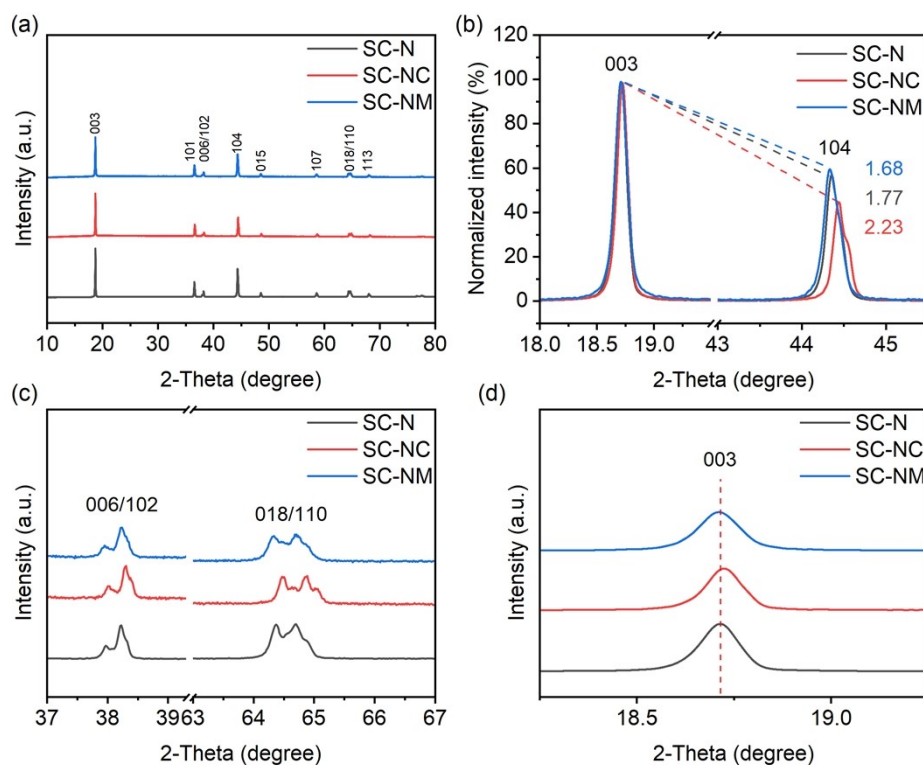 (a)
SC-N
SC-NC
SC-NM
003
101
006/102
104
015
107
018/110
113
Intensity (a.u.)
10 20 30 40 50 60 70 80
2-Theta (degree)
(b)
120
100
80
60
40
20
0
Normalized intensity (%)
003
104
SC-N
SC-NC
SC-NM
1.68
1.77
2.23
18.0 18.5 19.0 43 44 45
2-Theta (degree)
(c)
SC-N
SC-NC
SC-NM
006/102
018/110
Intensity (a.u.)
37 38 39 63 64 65 66 67
2-Theta (degree)
(d)
SC-N
SC-NC
SC-NM
003
Intensity (a.u.)
18.5 19.0
2-Theta (degree)